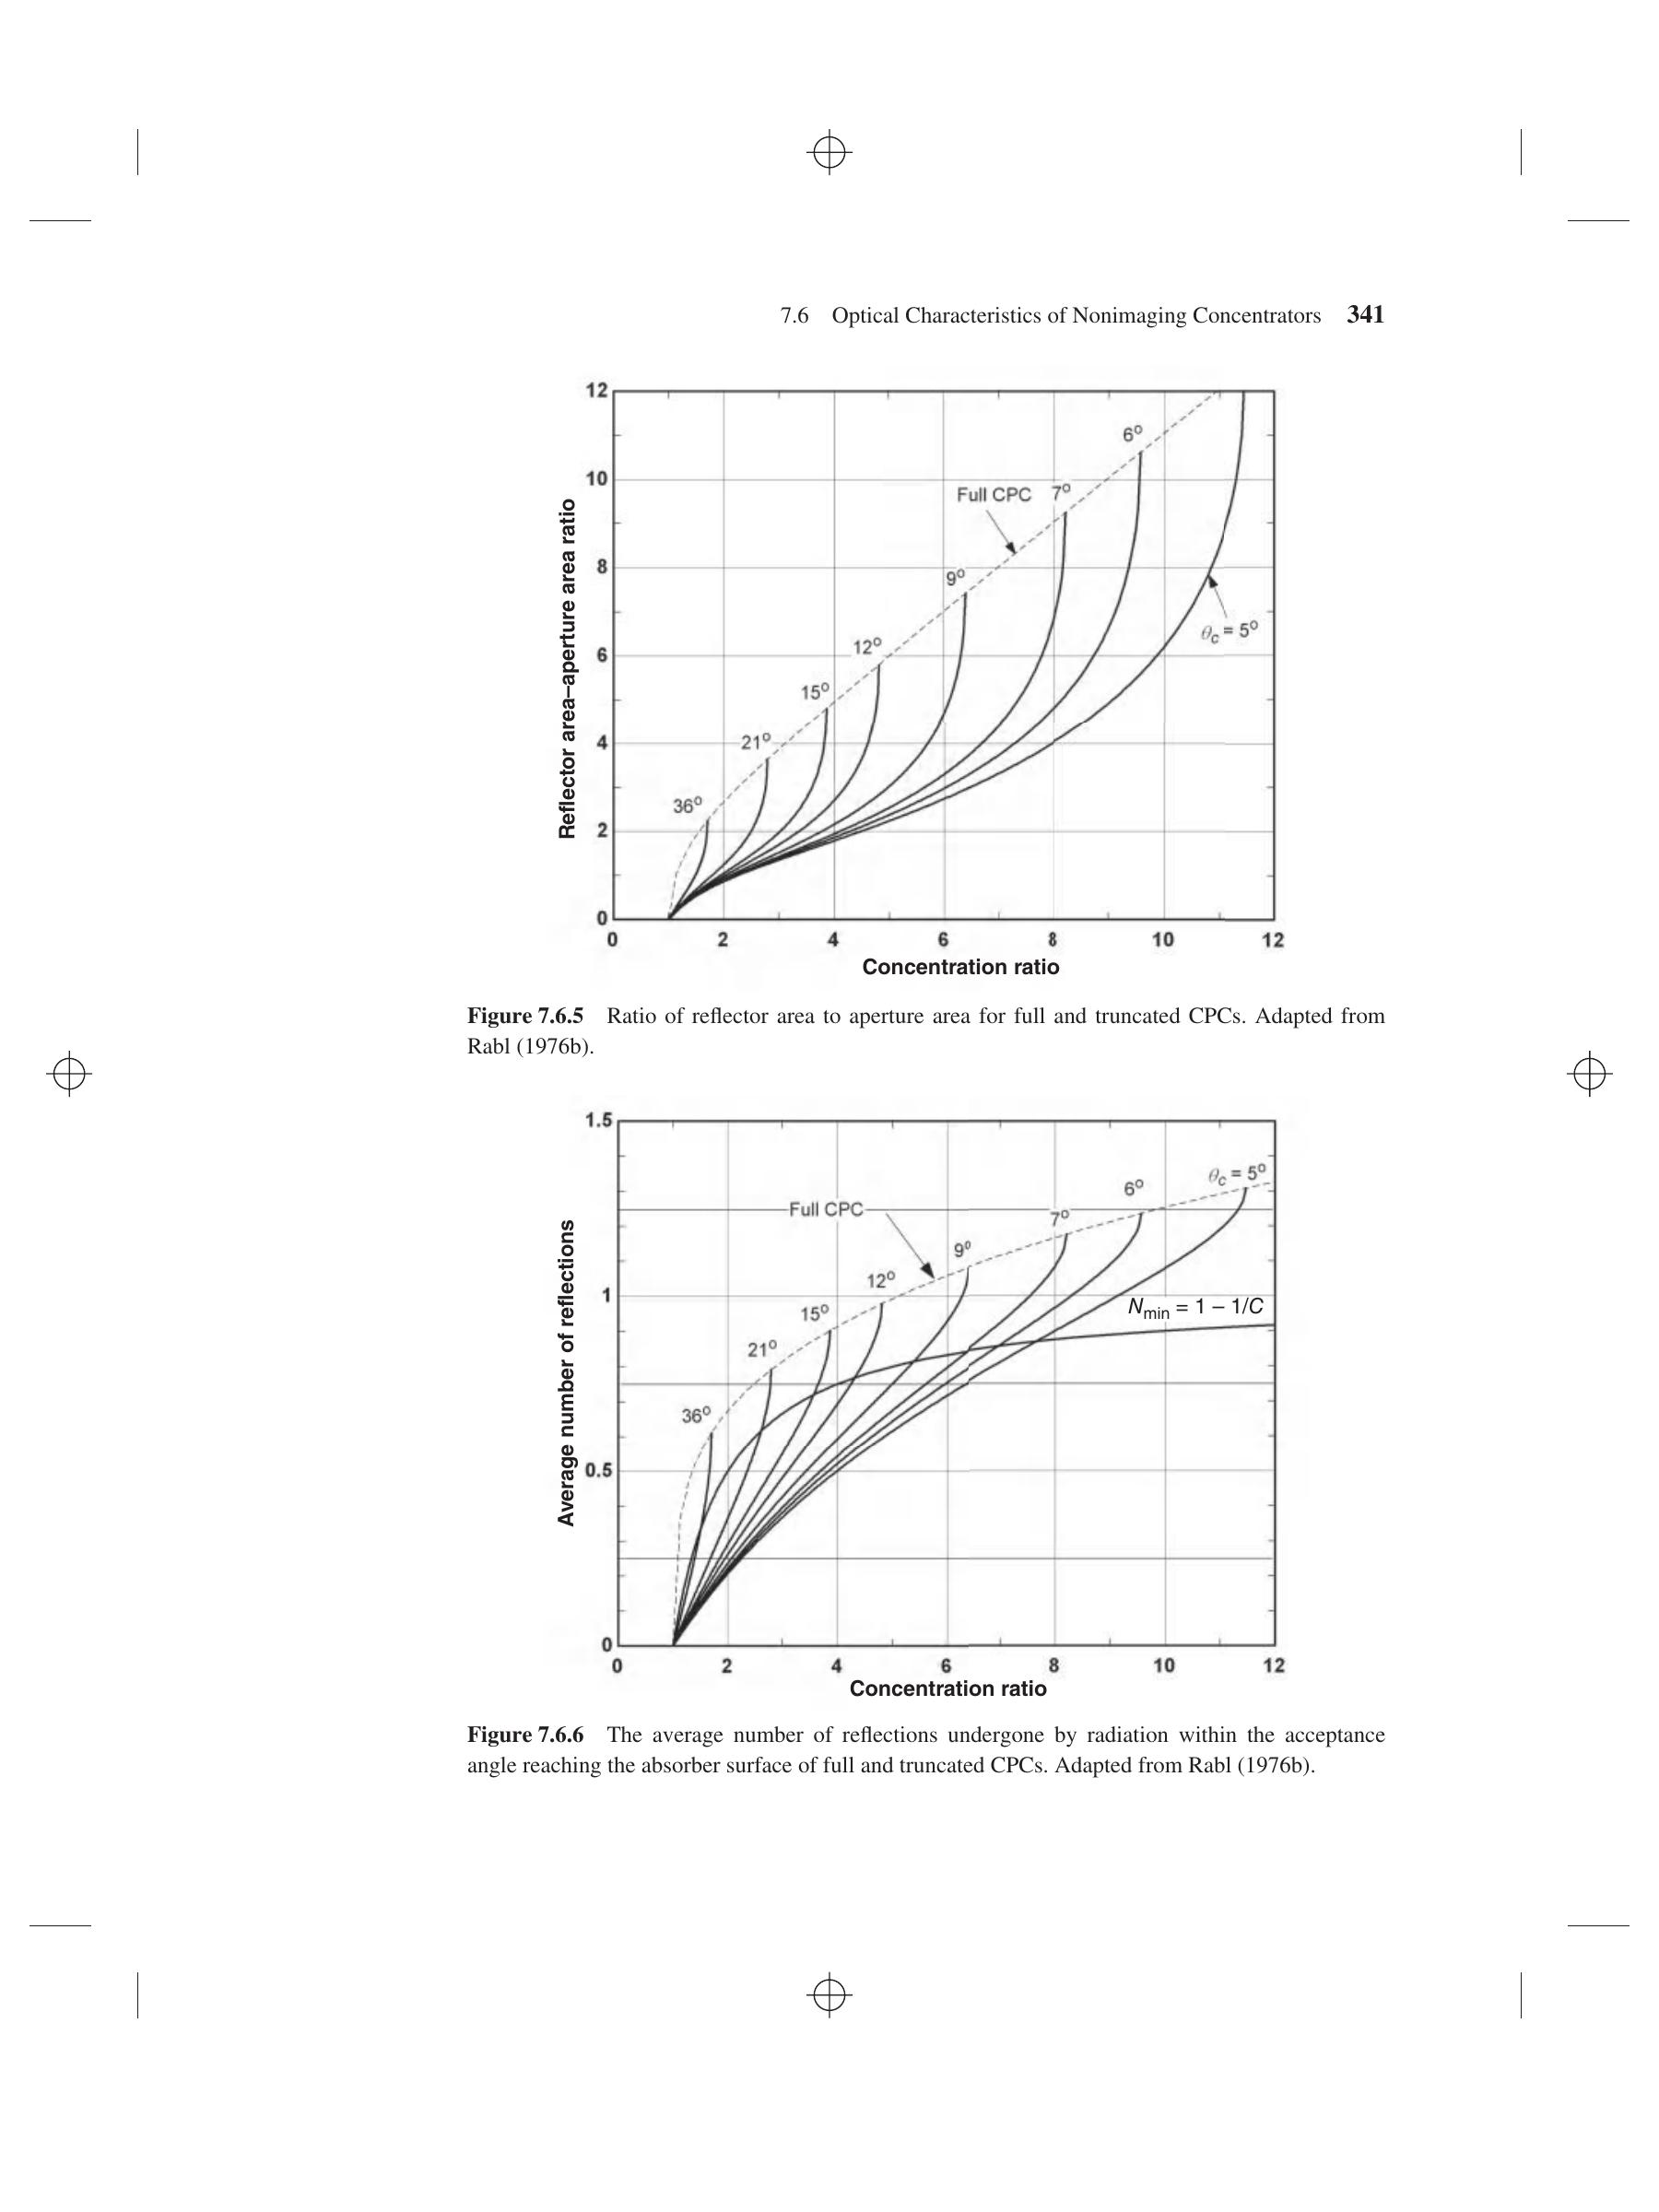 7.6 Optical Characteristics of Nonimaging Concentrators 341
12
10
8
6
4
2
0
Reflector area–aperture area ratio
6°
Full CPC 7°
9°
θc = 5°
12°
15°
21°
36°
0 2 4 6 8 10 12
Concentration ratio
Figure 7.6.5 Ratio of reflector area to aperture area for full and truncated CPCs. Adapted from
Rabl (1976b).
1.5
1
0.5
0
Average number of reflections
θc = 5°
6°
Full CPC
7°
9°
12°
Nmin = 1 – 1/C
15°
21°
36°
0 2 4 6 8 10 12
Concentration ratio
Figure 7.6.6 The average number of reflections undergone by radiation within the acceptance
angle reaching the absorber surface of full and truncated CPCs. Adapted from Rabl (1976b).